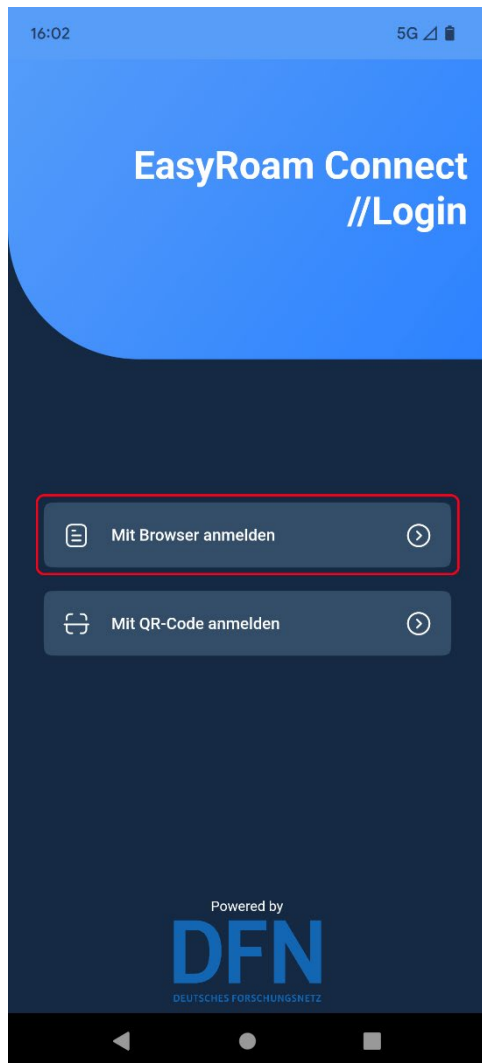 16:02 5G
EasyRoam Connect
//Login
Mit Browser anmelden
Mit QR-Code anmelden
Powered by
DFN
DEUTSCHES FORSCHUNGSNETZ